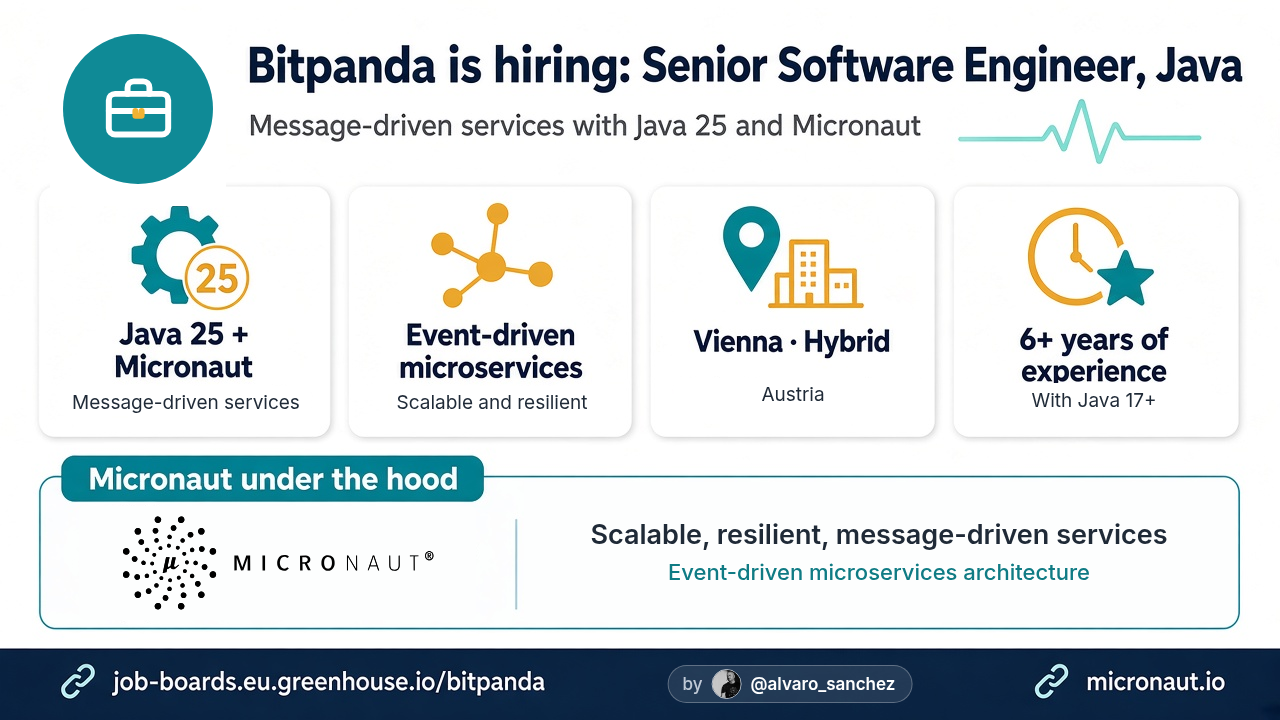 Bitpanda is hiring: Senior Software Engineer, Java
Message-driven services with Java 25 and Micronaut
25
Java 25 +
Micronaut
Message-driven services
Event-driven
microservices
Scalable and resilient
Vienna · Hybrid
Austria
6+ years of
experience
With Java 17+
Micronaut under the hood
μ
MICRONAUT®
Scalable, resilient, message-driven services
Event-driven microservices architecture
job-boards.eu.greenhouse.io/bitpanda
by @alvaro_sanchez
micronaut.io